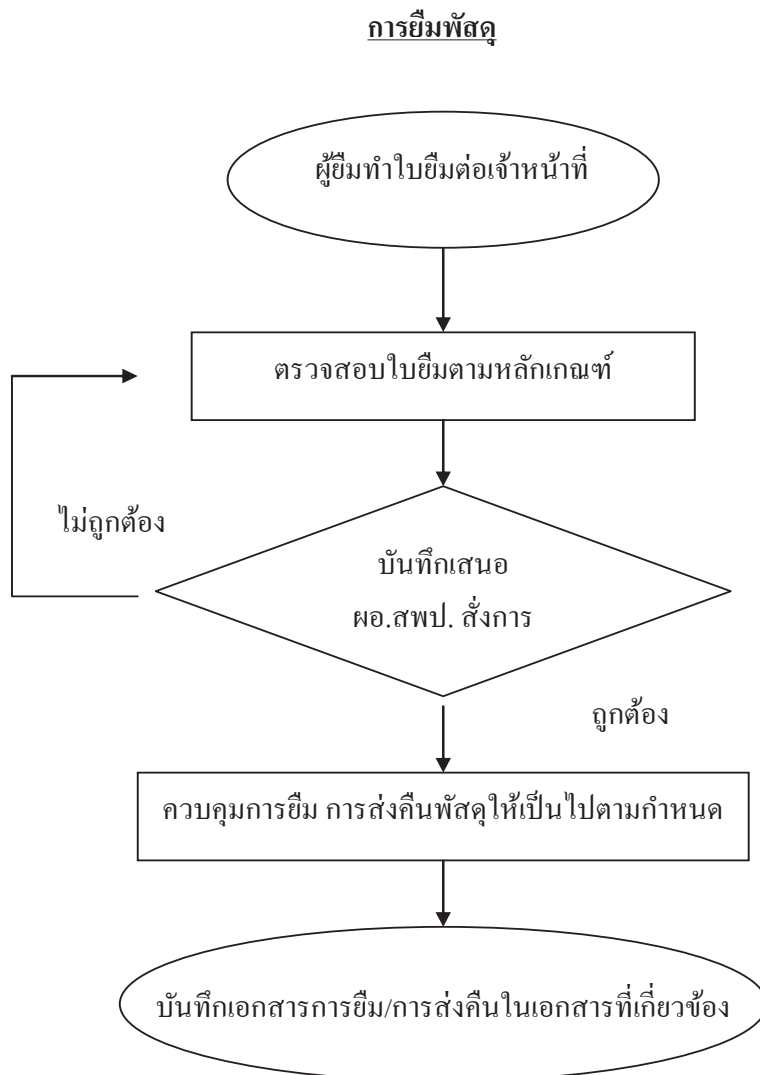 การยืมพัสดุ
ผู้ยืมทำใบยืมต่อเจ้าหน้าที่
ตรวจสอบใบยืมตามหลักเกณฑ์
ไม่ถูกต้อง
บันทึกเสนอ
ผอ.สพป. สั่งการ
ถูกต้อง
ควบคุมการยืม การส่งคืนพัสดุให้เป็นไปตามกำหนด
บันทึกเอกสารการยืม/การส่งคืนในเอกสารที่เกี่ยวข้อง